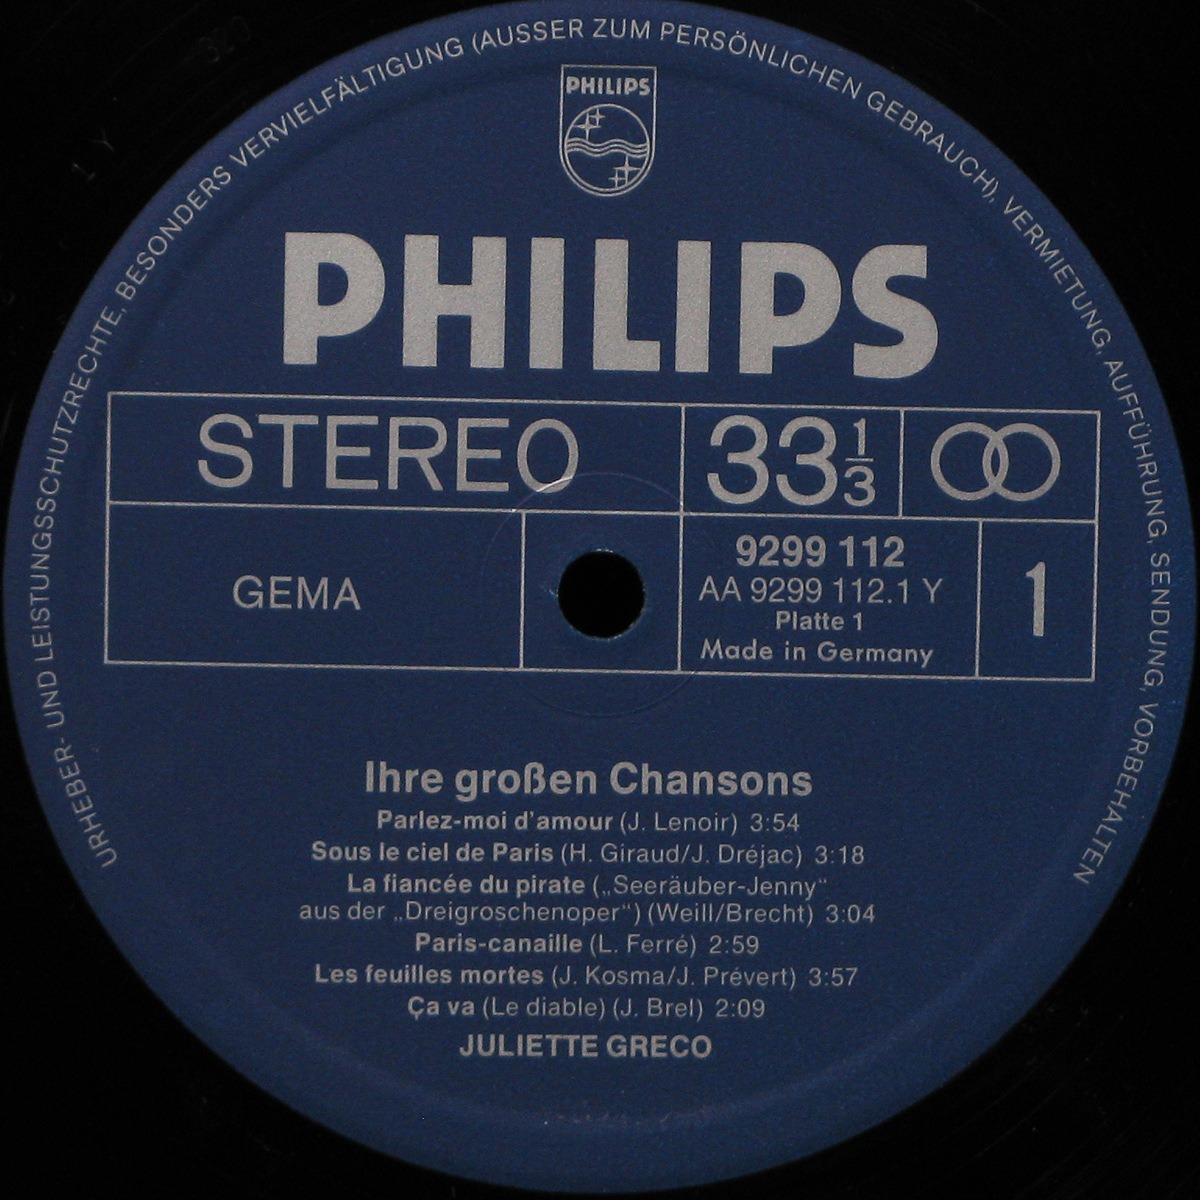 URHEBER- UND LEISTUNGSSCHUTZRECHTE, BESONDERS VERVIELFÄLTIGUNG (AUSSER ZUM PERSÖNLICHEN GEBRAUCH), VERMIETUNG, AUFFÜHRUNG, SENDUNG, VORBEHALTEN
PHILIPS
PHILIPS
STEREO
33 1/3
GEMA
9299 112
AA 9299 112.1 Y
Platte 1
Made in Germany
1
Ihre großen Chansons
Parlez-moi d'amour (J. Lenoir) 3:54
Sous le ciel de Paris (H. Giraud/J. Dréjac) 3:18
La fiancée du pirate („Seeräuber-Jenny“
aus der „Dreigroschenoper“) (Weill/Brecht) 3:04
Paris-canaille (L. Ferré) 2:59
Les feuilles mortes (J. Kosma/J. Prévert) 3:57
Ça va (Le diable) (J. Brel) 2:09
JULIETTE GRECO